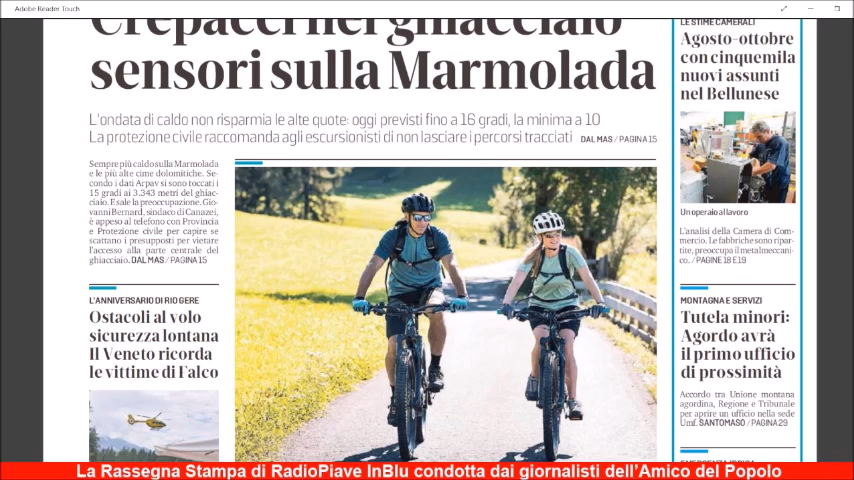 Adobe Reader Touch
Crepacci nel ghiacciaio
sensori sulla Marmolada
L'ondata di caldo non risparmia le alte quote: oggi previsti fino a 16 gradi, la minima a 10
La protezione civile raccomanda agli escursionisti di non lasciare i percorsi tracciati DAL MAS / PAGINA 15
Sempre più caldo sulla Marmolada
e le più alte cime dolomitiche. Se-
condo i dati Arpav si sono toccati i
15 gradi ai 3.343 metri del ghiac-
ciaio. E sale la preoccupazione. Gio-
vanni Bernard, sindaco di Canazei,
è appeso al telefono con Provincia
e Protezione civile per capire se
scattano i presupposti per vietare
l'accesso alla parte centrale del
ghiacciaio. DAL MAS / PAGINA 15
L'ANNIVERSARIO DI RIO GERE
Ostacoli al volo
sicurezza lontana
Il Veneto ricorda
le vittime di Falco
LE STIME CAMERALI
Agosto-ottobre
con cinquemila
nuovi assunti
nel Bellunese
Un operaio al lavoro
L'analisi della Camera di Com-
mercio. Le fabbriche sono ripar-
tite, preoccupa il metalmeccani-
co. / PAGINE 18 E 19
MONTAGNA E SERVIZI
Tutela minori:
Agordo avrà
il primo ufficio
di prossimità
Accordo tra Unione montana
agordina, Regione e Tribunale
per aprire un ufficio nella sede
Umf. SANTOMASO / PAGINA 29
La Rassegna Stampa di RadioPiave InBlu condotta dai giornalisti dell'Amico del Popolo